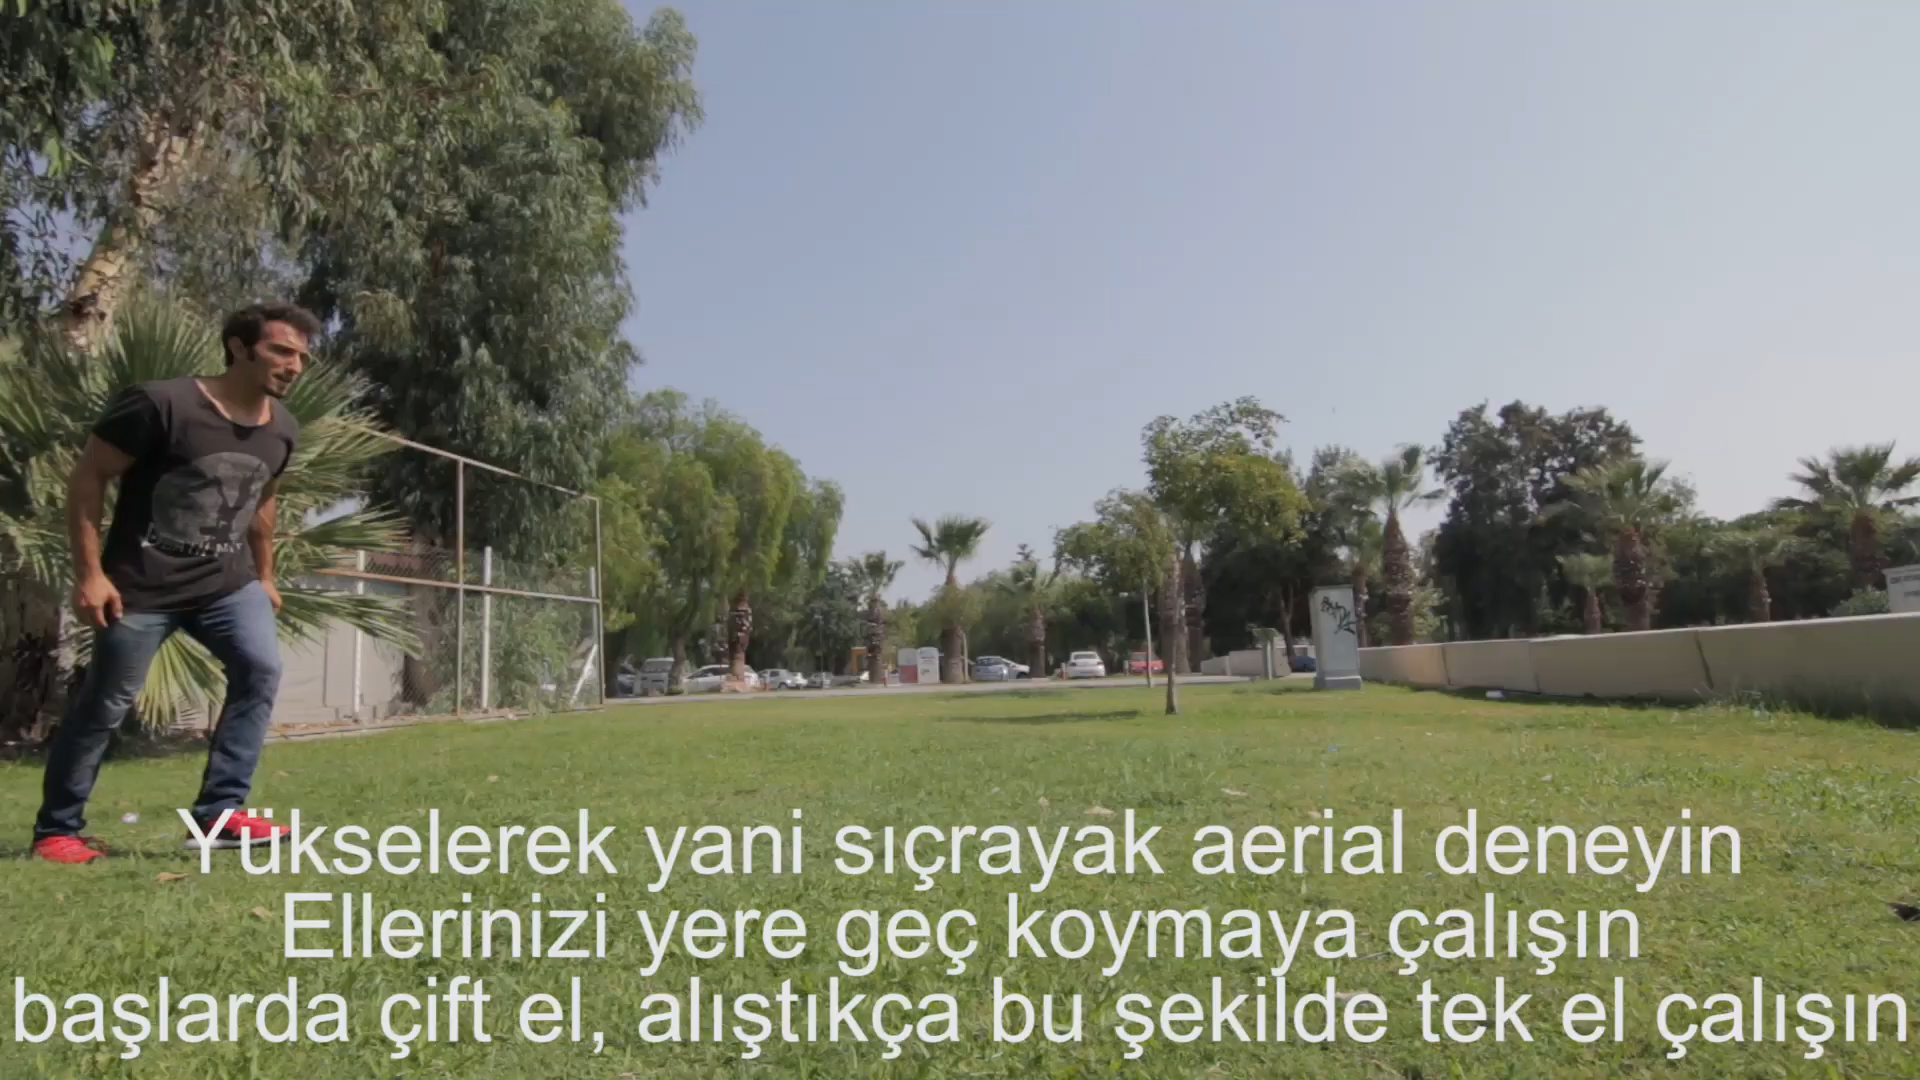 Yükselerek yani sıçrayak aerial deneyin
Ellerinizi yere geç koymaya çalışın
başlarda çift el, alıştıkça bu şekilde tek el çalışın